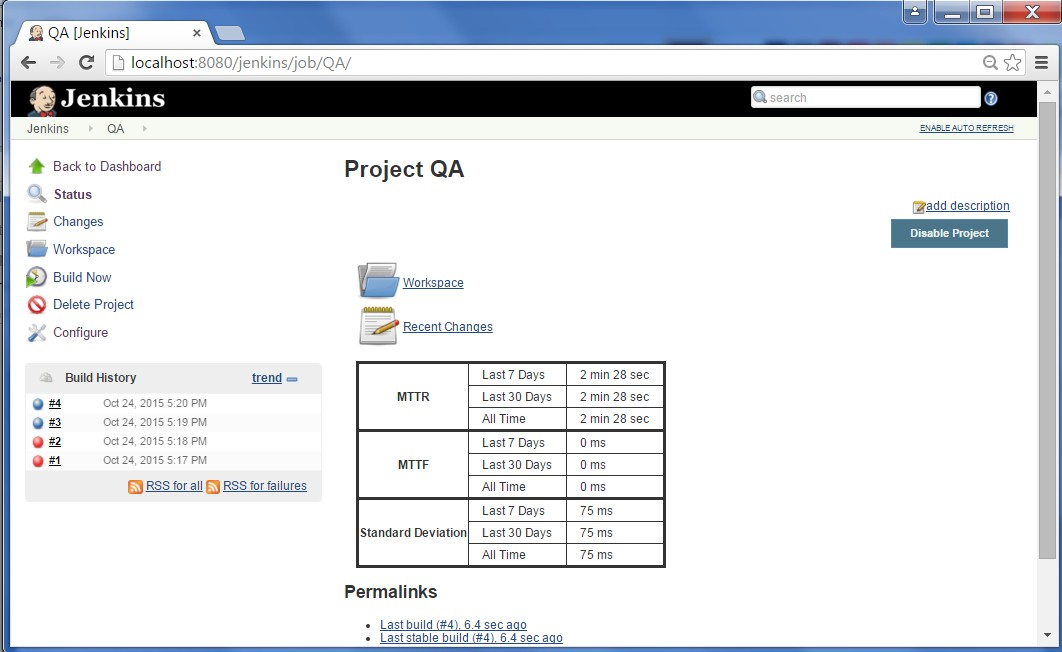 QA [Jenkins]
localhost:8080/jenkins/job/QA/
Jenkins
search
Jenkins QA
ENABLE AUTO REFRESH
Back to Dashboard
Status
Changes
Workspace
Build Now
Delete Project
Configure
Build History trend
#4 Oct 24, 2015 5:20 PM
#3 Oct 24, 2015 5:19 PM
#2 Oct 24, 2015 5:18 PM
#1 Oct 24, 2015 5:17 PM
RSS for all RSS for failures
Project QA
add description
Disable Project
Workspace
Recent Changes
MTTR
Last 7 Days 2 min 28 sec
Last 30 Days 2 min 28 sec
All Time 2 min 28 sec
MTTF
Last 7 Days 0 ms
Last 30 Days 0 ms
All Time 0 ms
Standard Deviation
Last 7 Days 75 ms
Last 30 Days 75 ms
All Time 75 ms
Permalinks
Last build (#4), 6.4 sec ago
Last stable build (#4), 6.4 sec ago